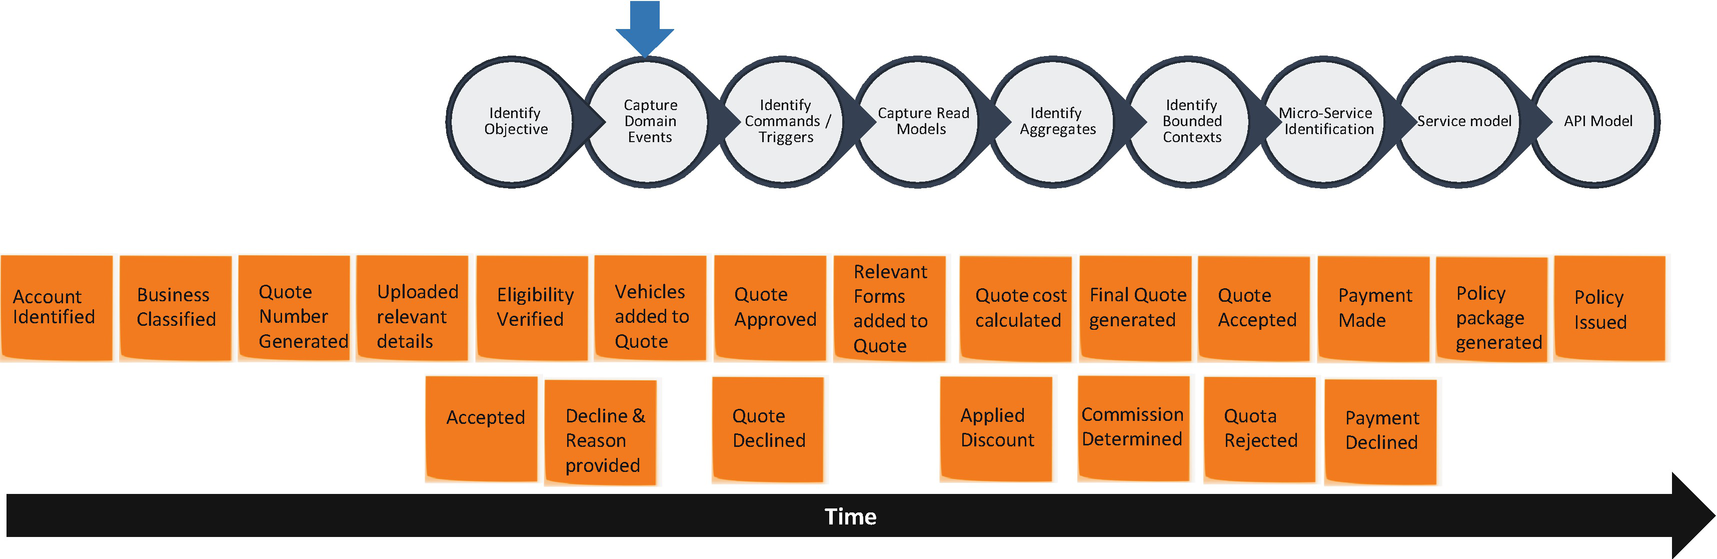 Identify
Objective
Capture
Domain
Events
Identify
Commands /
Triggers
Capture Read
Models
Identify
Aggregates
Identify
Bounded
Contexts
Micro-Service
Identification
Service model
API Model
Account
Identified
Business
Classified
Quote
Number
Generated
Uploaded
relevant
details
Eligibility
Verified
Vehicles
added to
Quote
Quote
Approved
Relevant
Forms
added to
Quote
Quote cost
calculated
Final Quote
generated
Quote
Accepted
Payment
Made
Policy
package
generated
Policy
Issued
Accepted
Decline &
Reason
provided
Quote
Declined
Applied
Discount
Commission
Determined
Quota
Rejected
Payment
Declined
Time